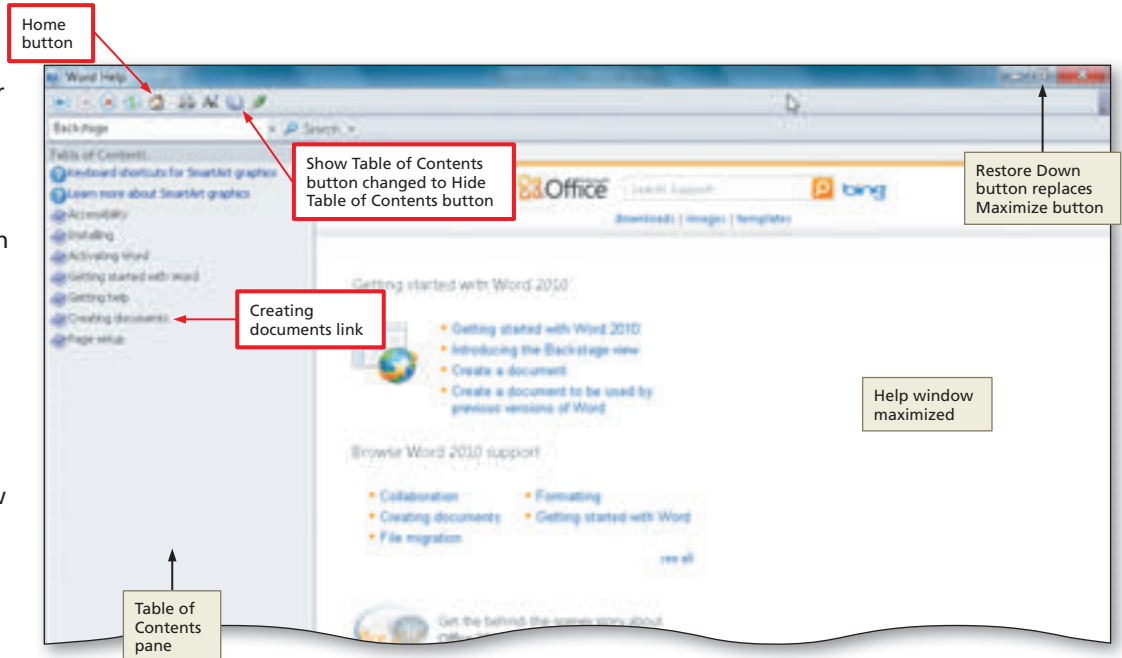 Home
button
Word Help
Backstage
Search
Table of Contents
Keyboard shortcuts for SmartArt graphics
Learn more about SmartArt graphics
Accessibility
Installing
Activating Word
Getting started with Word
Getting help
Creating documents
Page setup
Show Table of Contents
button changed to Hide
Table of Contents button
Creating
documents link
Table of
Contents
pane
Office
bing
downloads | images | templates
Restore Down
button replaces
Maximize button
Getting started with Word 2010
• Getting started with Word 2010
• Introducing the Backstage view
• Create a document
• Create a document to be used by
previous versions of Word
Help window
maximized
Browse Word 2010 support
• Collaboration
• Creating documents
• File migration
• Formatting
• Getting started with Word
see all
Get the behind-the-scenes story about
Office